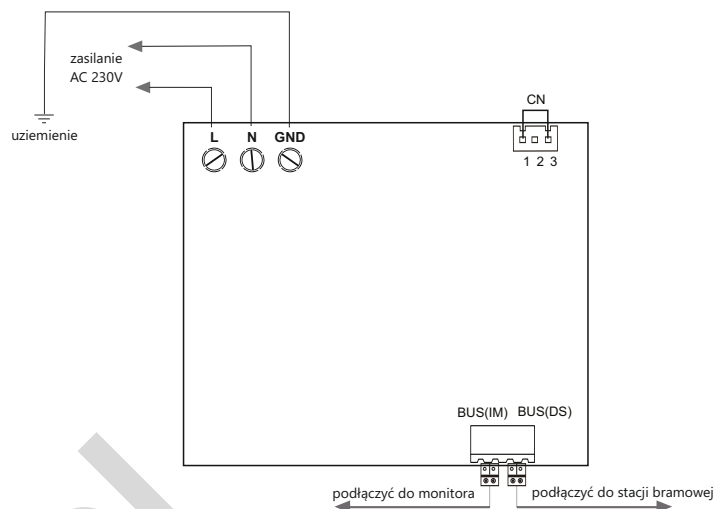 zasilanie
AC 230V
uziemienie
L N GND
CN
1 2 3
BUS(IM) BUS(DS)
podłączyć do monitora
podłączyć do stacji bramowej